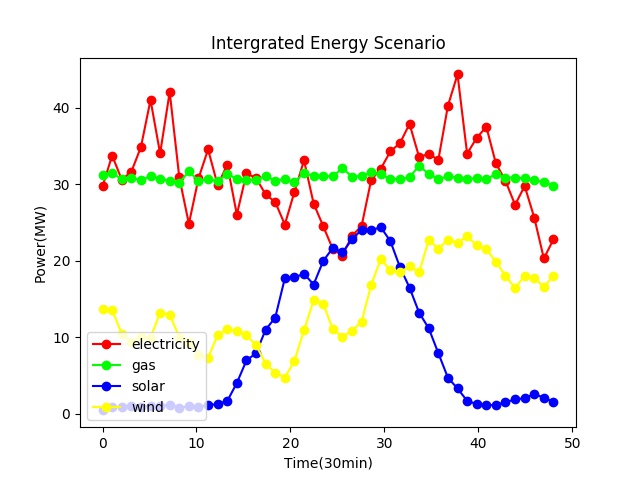 Intergrated Energy Scenario
Power(MW)
40
30
20
10
0
electricity
gas
solar
wind
0 10 20 30 40 50
Time(30min)